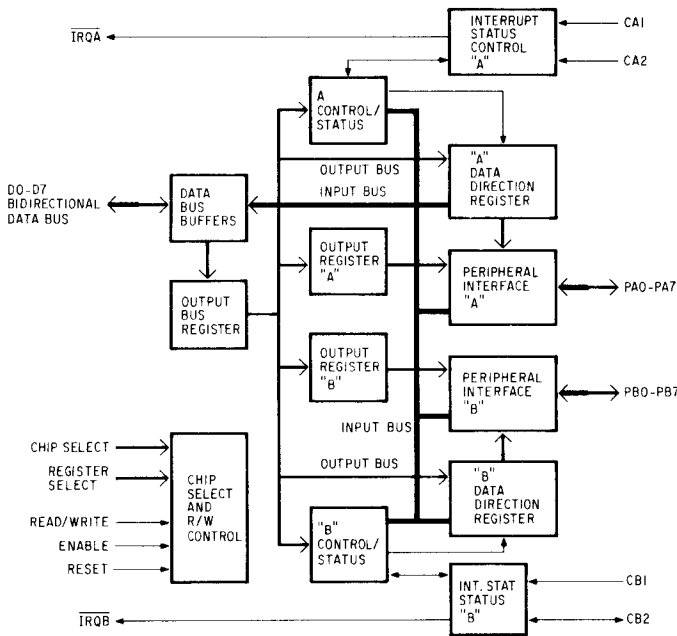 INTERRUPT
STATUS
CONTROL
"A"
CA1
CA2
IRQA
A
CONTROL/
STATUS
OUTPUT BUS
INPUT BUS
"A"
DATA
DIRECTION
REGISTER
DO-D7
BIDIRECTIONAL
DATA BUS
DATA
BUS
BUFFERS
OUTPUT
REGISTER
"A"
PERIPHERAL
INTERFACE
"A"
PAO-PA7
OUTPUT
BUS
REGISTER
OUTPUT
REGISTER
"B"
PERIPHERAL
INTERFACE
"B"
PBO-PB7
INPUT BUS
OUTPUT BUS
"B"
DATA
DIRECTION
REGISTER
CHIP SELECT
REGISTER
SELECT
READ/WRITE
ENABLE
RESET
CHIP
SELECT
AND
R/W
CONTROL
"B"
CONTROL/
STATUS
INT. STAT
STATUS
"B"
CB1
CB2
IRQB